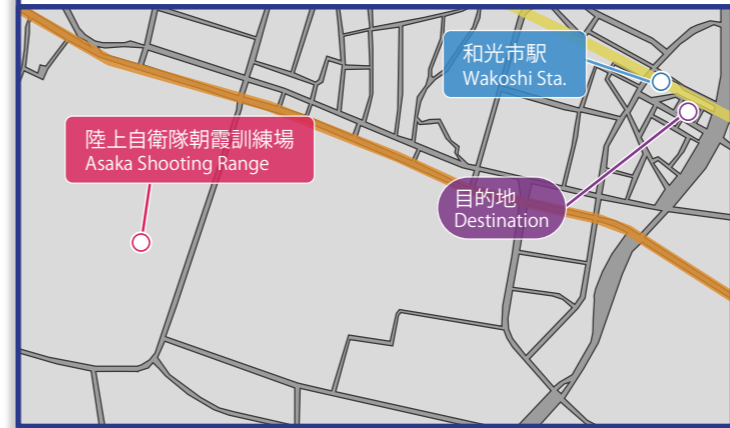 和光市駅
Wakoshi Sta.
陸上自衛隊朝霞訓練場
Asaka Shooting Range
目的地
Destination